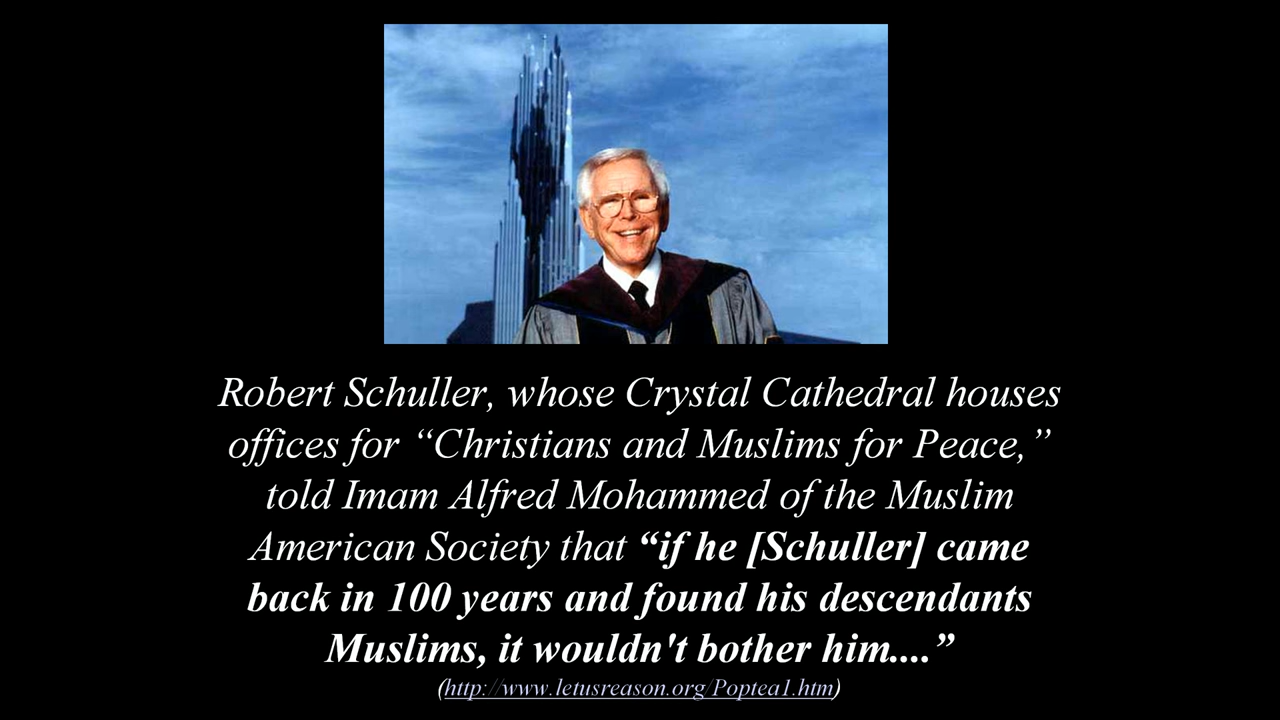 Robert Schuller, whose Crystal Cathedral houses
offices for “Christians and Muslims for Peace,”
told Imam Alfred Mohammed of the Muslim
American Society that “if he [Schuller] came
back in 100 years and found his descendants
Muslims, it wouldn't bother him....”
(http://www.letusreason.org/Poptea1.htm)